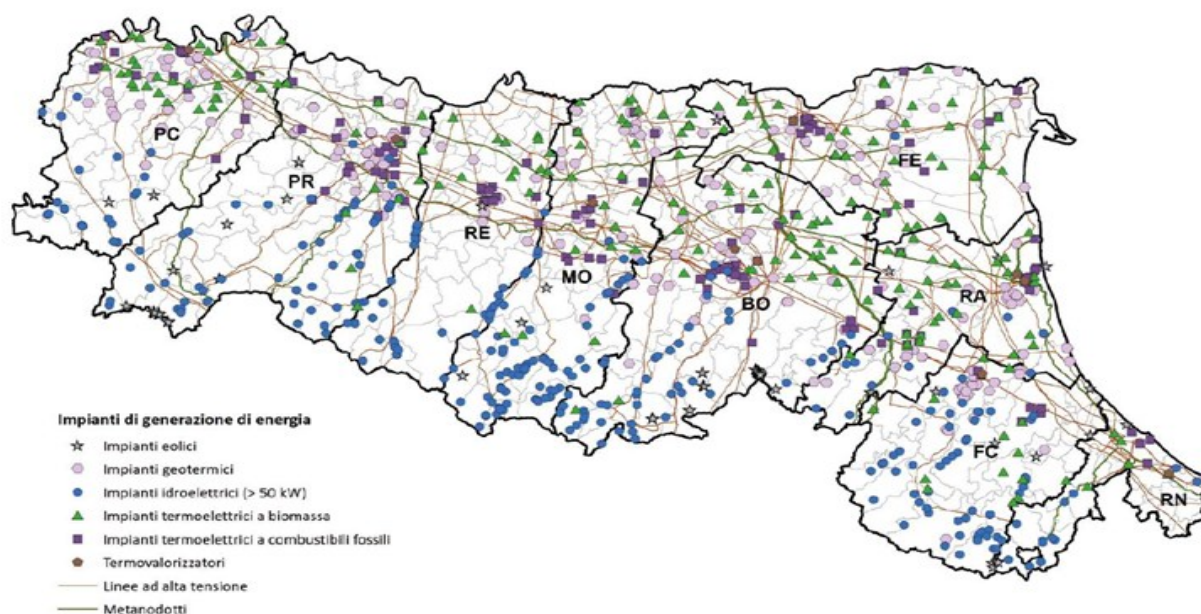 PC
PR
RE
MO
BO
FE
RA
FC
RN
Impianti di generazione di energia
Impianti eolici
Impianti geotermici
Impianti idroelettrici (> 50 kW)
Impianti termoelettrici a biomassa
Impianti termoelettrici a combustibili fossili
Termovalorizzatori
Linee ad alta tensione
Metanodotti